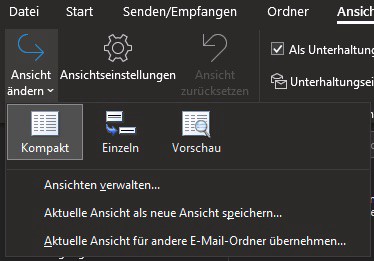 Datei Start Senden/Empfangen Ordner Ansich
Ansicht ändern
Ansichtseinstellungen
Ansicht zurücksetzen
Als Unterhaltung
Unterhaltungsei
Kompakt Einzeln Vorschau
Ansichten verwalten...
Aktuelle Ansicht als neue Ansicht speichern...
Aktuelle Ansicht für andere E-Mail-Ordner übernehmen...